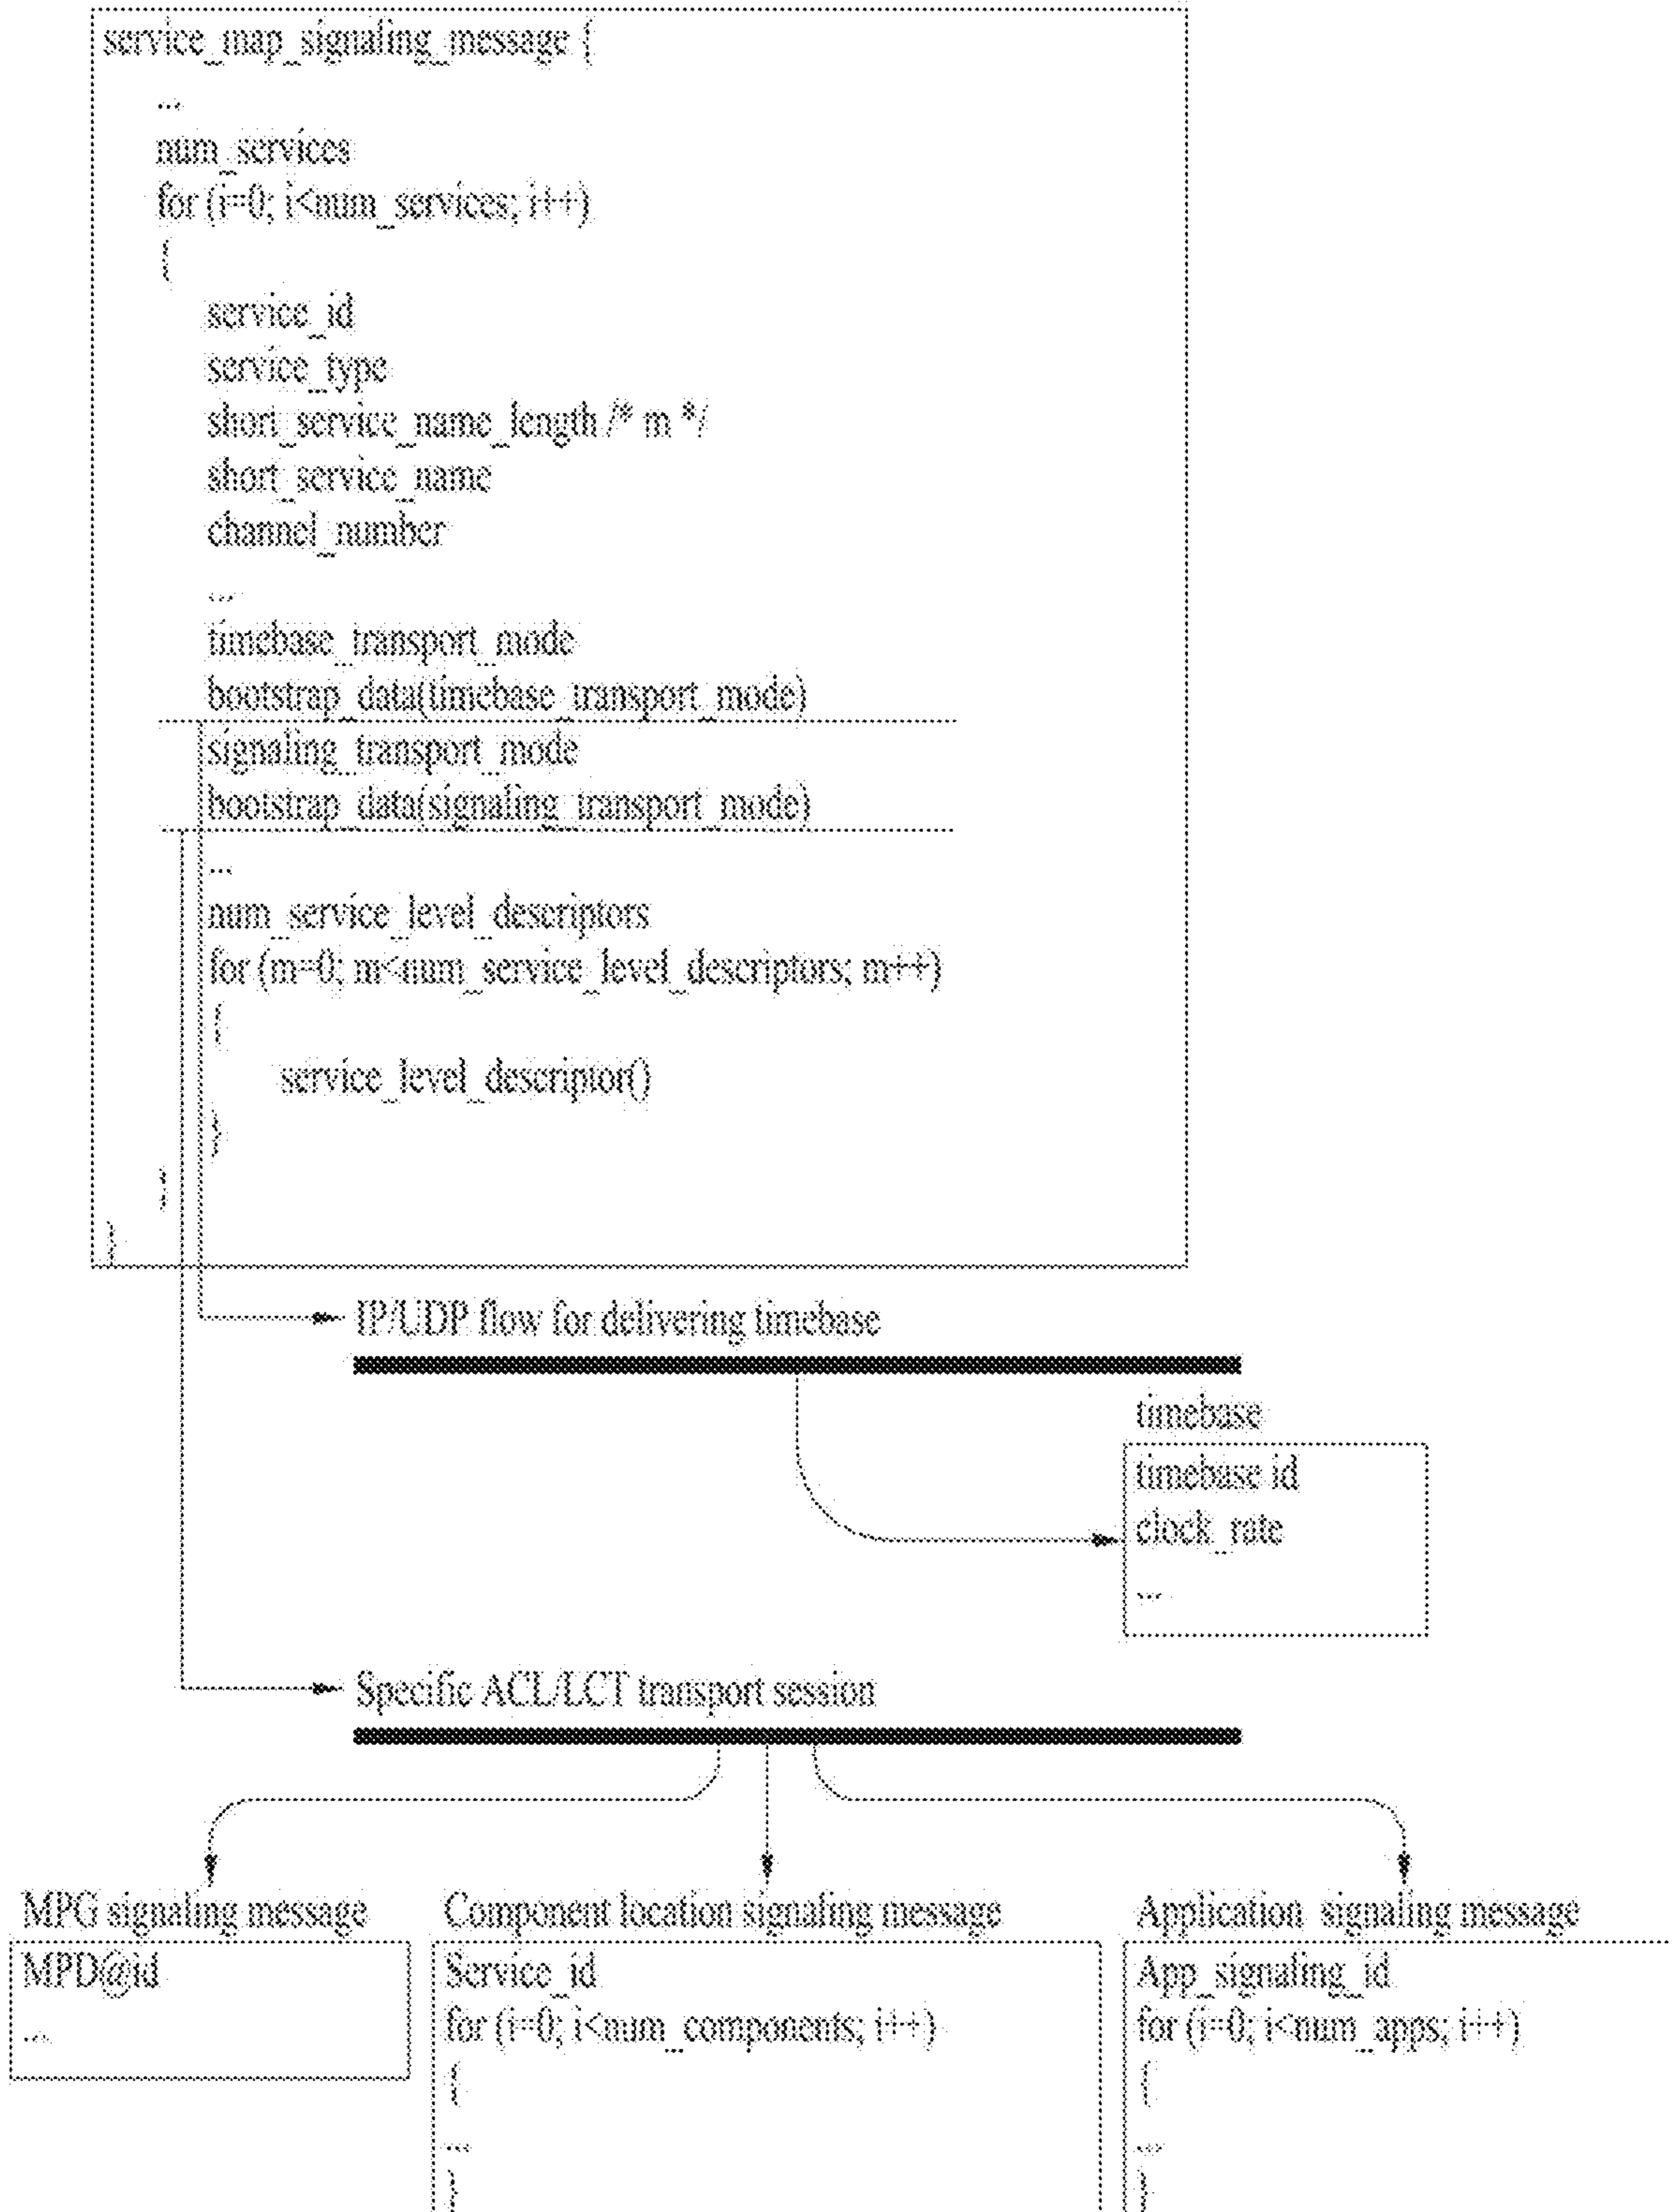 service_map_signaling_message {
...
num_services
for (i=0; i<num_services; i++)
{
service_id
service_type
short_service_name_length /* m */
short_service_name
channel_number
...
timebase_transport_mode
bootstrap_data(timebase_transport_mode)
signaling_transport_mode
bootstrap_data(signaling_transport_mode)
...
num_service_level_descriptors
for (m=0; m<num_service_level_descriptors; m++)
{
service_level_descriptor()
}
}
}
IP/UDP flow for delivering timebase
timebase
timebase id
clock_rate
...
Specific ACL/LCT transport session
MPG signaling message
MPD@id
...
Component location signaling message
Service_id
for (i=0; i<num_components; i++)
{
...
}
Application signaling message
App_signaling_id
for (i=0; i<num_apps; i++)
{
...
}